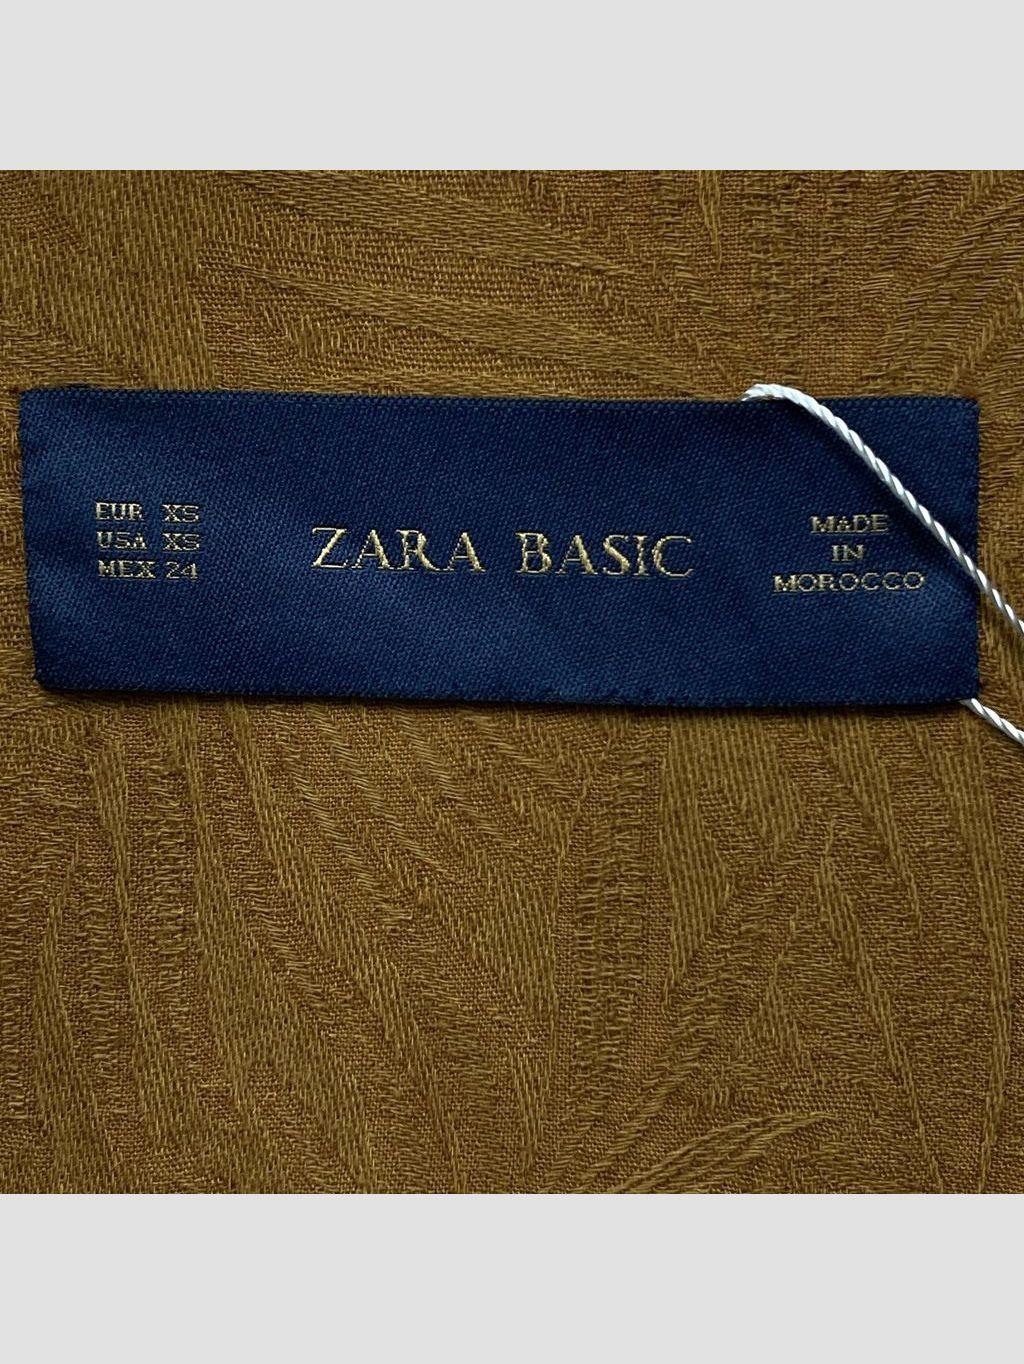 EUR XS
USA XS
MEX 24
ZARA BASIC
MADE
IN
MOROCCO